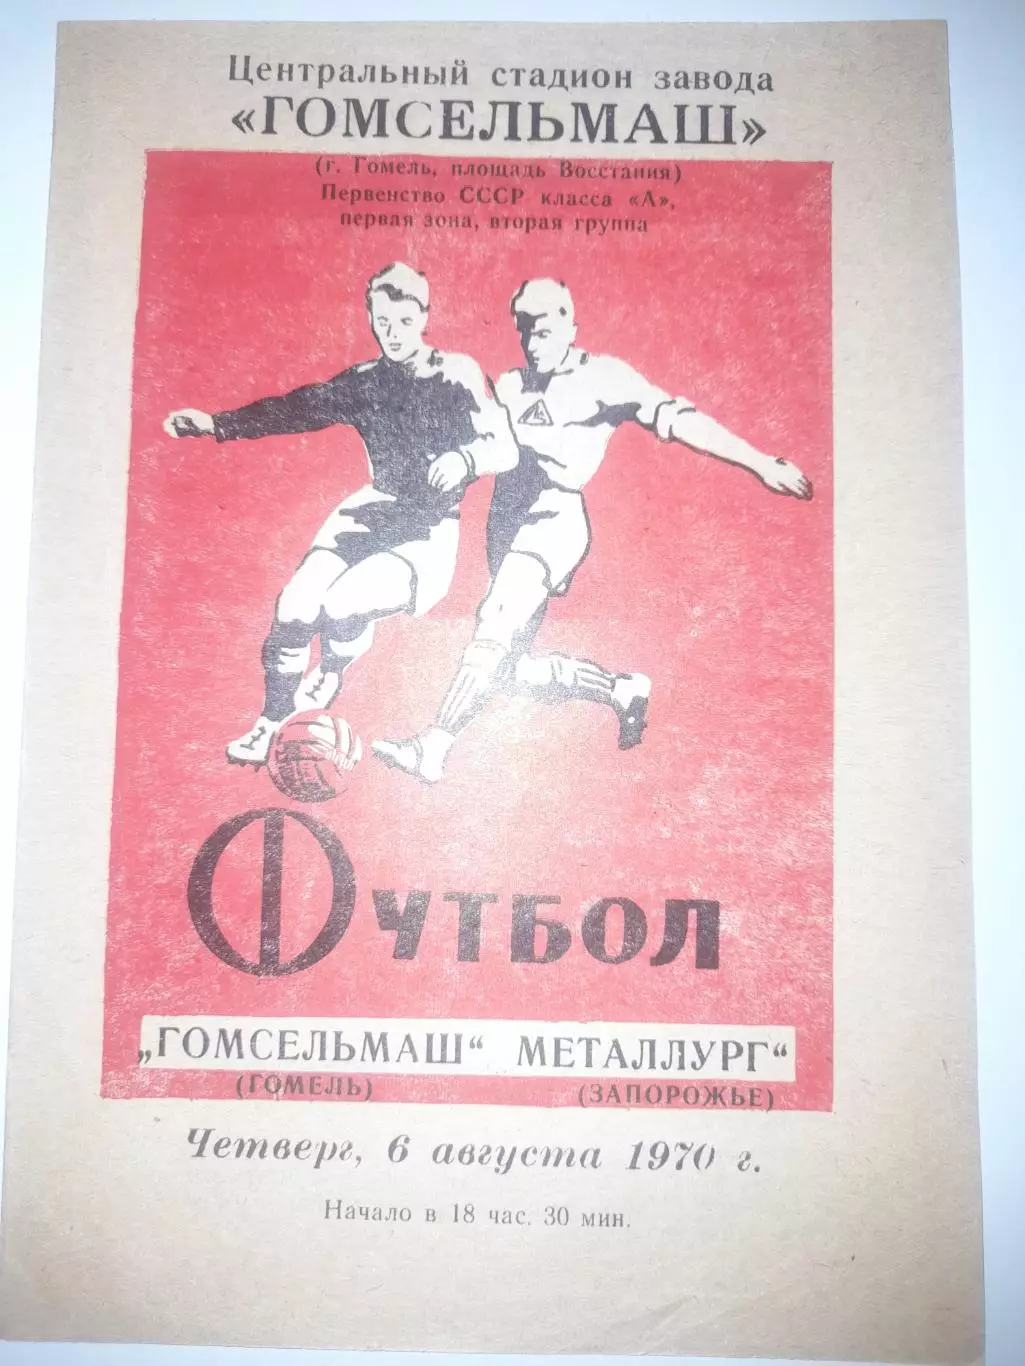 Центральный стадион завода
«ГОМСЕЛЬМАШ»
(г. Гомель, площадь Восстания)
Первенство СССР класса «А»,
первая зона, вторая группа
ФУТБОЛ
„ГОМСЕЛЬМАШ“ МЕТАЛЛУРГ“
(ГОМЕЛЬ) (ЗАПОРОЖЬЕ)
Четверг, 6 августа 1970 г.
Начало в 18 час. 30 мин.